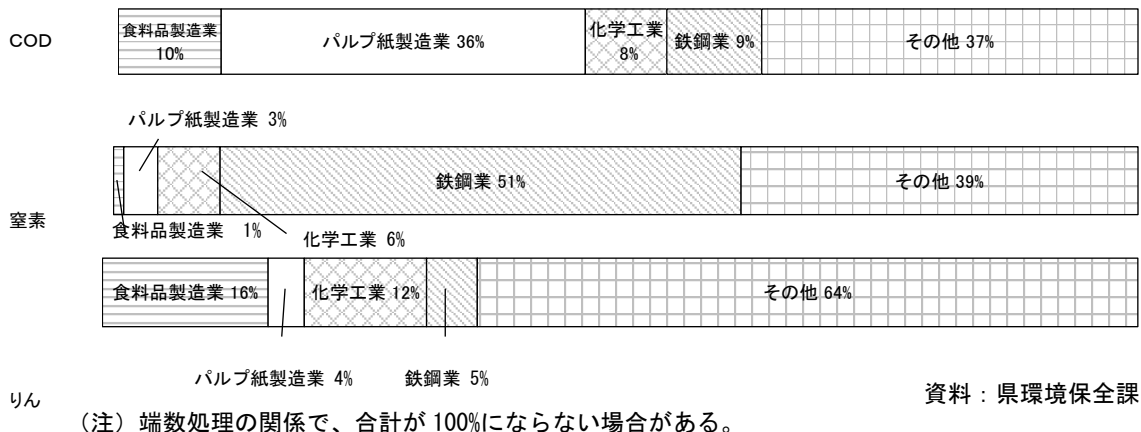 COD
食料品製造業
10%
パルプ紙製造業 36%
化学工業
8%
鉄鋼業 9%
その他 37%
パルプ紙製造業 3%
鉄鋼業 51%
その他 39%
窒素
食料品製造業 1%
化学工業 6%
食料品製造業 16%
化学工業 12%
その他 64%
パルプ紙製造業 4%
鉄鋼業 5%
りん
資料：県環境保全課
（注）端数処理の関係で、合計が 100%にならない場合がある。